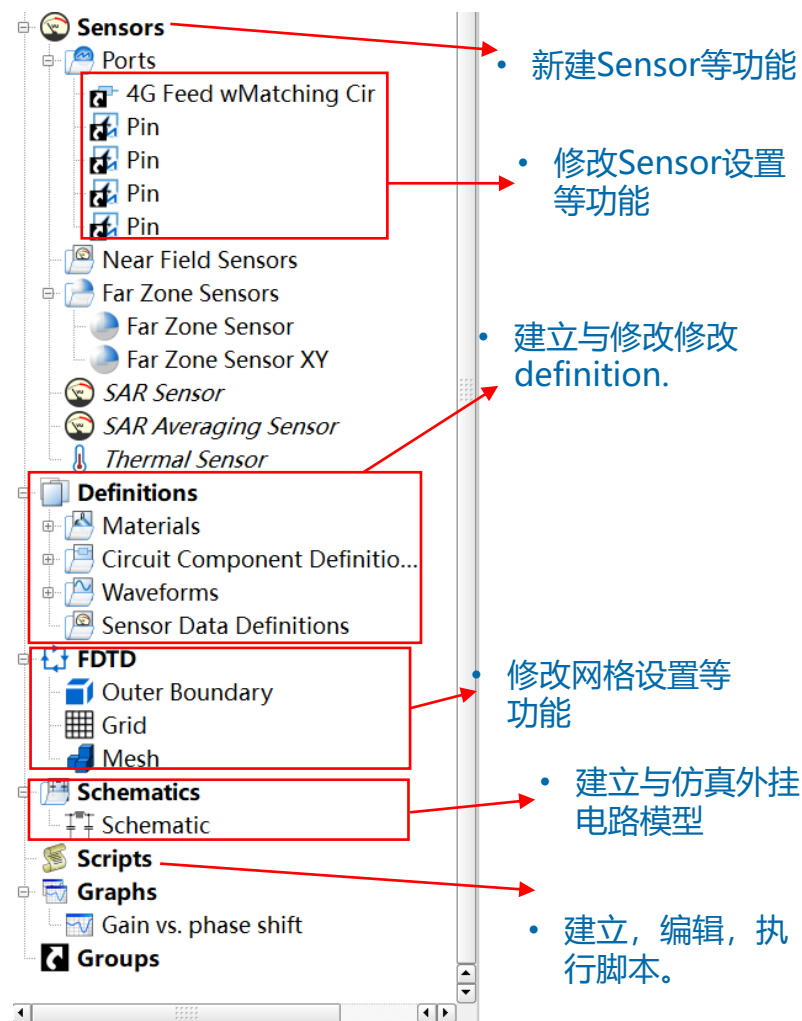 Sensors
Ports
4G Feed wMatching Cir
Pin
Pin
Pin
Pin
Near Field Sensors
Far Zone Sensors
Far Zone Sensor
Far Zone Sensor XY
SAR Sensor
SAR Averaging Sensor
Thermal Sensor
Definitions
Materials
Circuit Component Definitio...
Waveforms
Sensor Data Definitions
FDTD
Outer Boundary
Grid
Mesh
Schematics
Schematic
Scripts
Graphs
Gain vs. phase shift
Groups
• 新建Sensor等功能
• 修改Sensor设置
等功能
• 建立与修改修改
definition.
• 修改网格设置等
功能
• 建立与仿真外挂
电路模型
• 建立，编辑，执
行脚本。